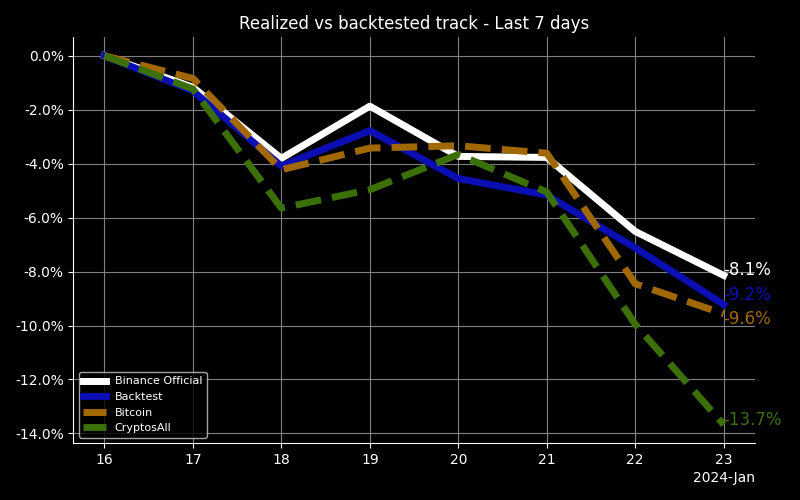 Realized vs backtested track - Last 7 days
0.0%
-2.0%
-4.0%
-6.0%
-8.0%
-10.0%
-12.0%
-14.0%
-8.1%
-9.2%
-9.6%
-13.7%
Binance Official
Backtest
Bitcoin
CryptosAll
16 17 18 19 20 21 22 23
2024-Jan